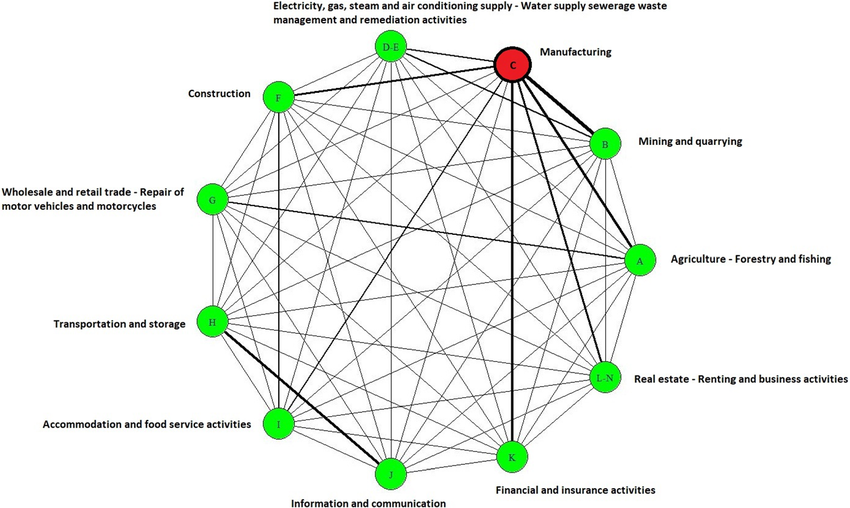 Electricity, gas, steam and air conditioning supply - Water supply sewerage waste
management and remediation activities
D-E
Manufacturing
C
Construction
F
B
Mining and quarrying
Wholesale and retail trade - Repair of
motor vehicles and motorcycles
G
A
Agriculture - Forestry and fishing
Transportation and storage
H
L-N
Real estate - Renting and business activities
Accommodation and food service activities
I
K
Financial and insurance activities
J
Information and communication